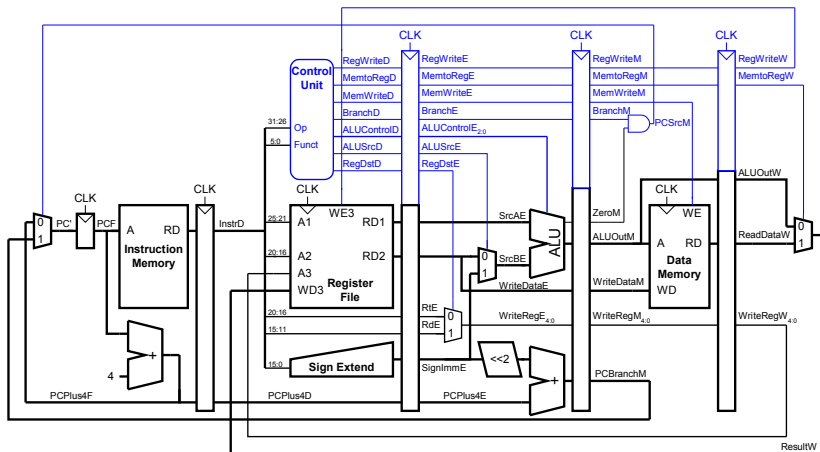 CLK CLK CLK
RegWriteD RegWriteE RegWriteM RegWriteW
Control Unit
MemtoRegD MemtoRegE MemtoRegM MemtoRegW
MemWriteD MemWriteE MemWriteM
BranchD BranchE BranchM
PCSrcM
31:26 Op
ALUControlD ALUControlE2:0
5:0 Funct
ALUSrcD ALUSrcE
RegDstD RegDstE
CLK CLK CLK CLK
0 1
PC' PCF
A RD
Instruction Memory
InstrD
25:21 A1 WE3 RD1
SrcAE
ALU
ZeroM
WE
ALUOutW
20:16 A2 RD2
0 1
SrcBE
ALUOutM
A RD
Data Memory
ReadDataW
0 1
A3
WD3
Register File
WriteDataE WriteDataM
WD
20:16 RtE
0 1
15:11 RdE
WriteRegE4:0 WriteRegM4:0 WriteRegW4:0
+
4
15:0 Sign Extend
SignImmE
<<2
+
PCBranchM
PCPlus4F PCPlus4D PCPlus4E
ResultW